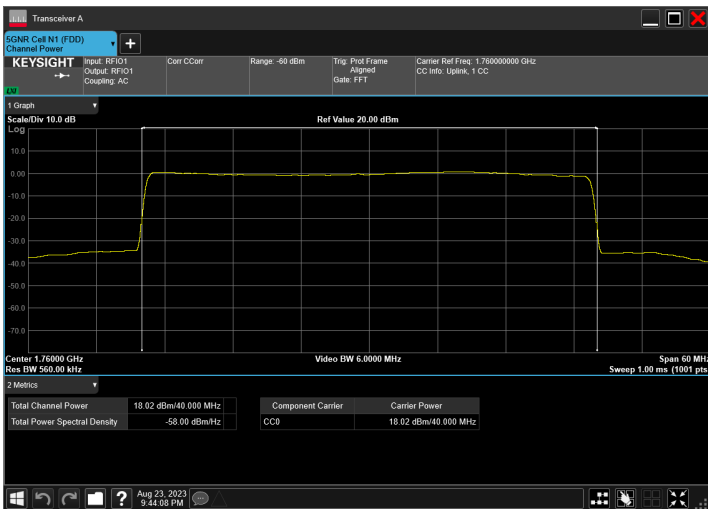 Transceiver A
5GNR Cell N1 (FDD)
Channel Power
KEYSIGHT
Input: RFIO1
Output: RFIO1
Coupling: AC
Corr CCorr
Range: -60 dBm
Trig: Prot Frame
Aligned
Gate: FFT
Carrier Ref Freq: 1.760000000 GHz
CC Info: Uplink, 1 CC
1 Graph
Scale/Div 10.0 dB
Ref Value 20.00 dBm
Log
10.0
0.00
-10.0
-20.0
-30.0
-40.0
-50.0
-60.0
-70.0
Center 1.76000 GHz
Video BW 6.0000 MHz
Span 60 MHz
Res BW 560.00 kHz
Sweep 1.00 ms (1001 pts
2 Metrics
Total Channel Power 18.02 dBm/40.000 MHz
Total Power Spectral Density -58.00 dBm/Hz
Component Carrier Carrier Power
CC0 18.02 dBm/40.000 MHz
Aug 23, 2023
9:44:08 PM